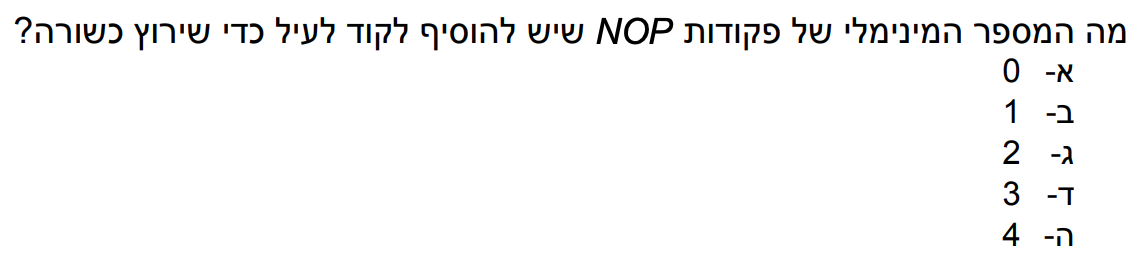 מה המספר המינימלי של פקודות NOP שיש להוסיף לקוד לעיל כדי שירוץ כשורה?
א- 0
ב- 1
ג- 2
ד- 3
ה- 4